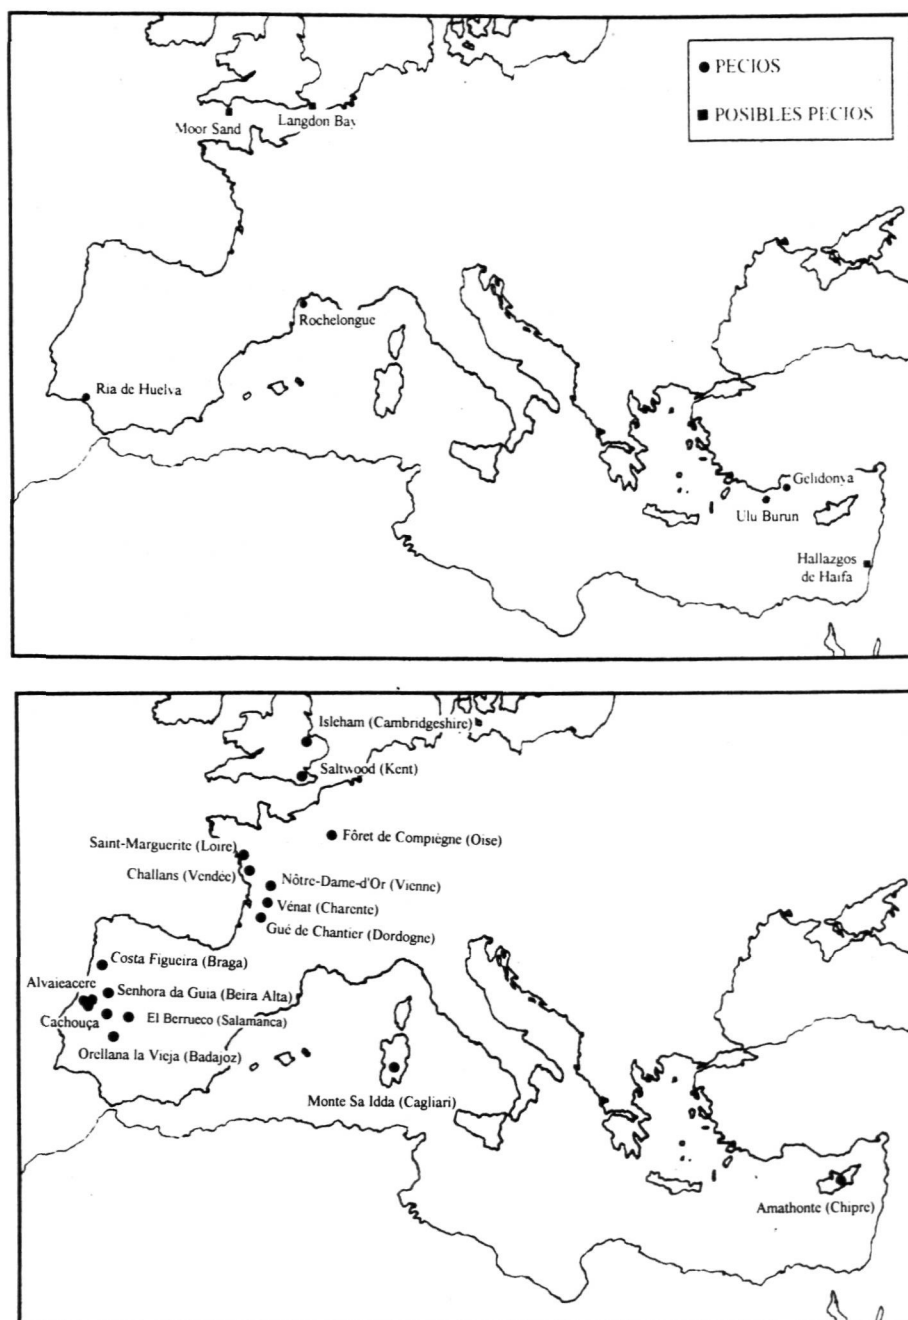 PECIOS
POSIBLES PECIOS
Moor Sand
Langdon Bay
Rochelongue
Ria de Huelva
Gelidonya
Ulu Burun
Hallazgos
de Haifa
Isleham (Cambridgeshire)
Saltwood (Kent)
Fôret de Compiégne (Oise)
Saint-Marguerite (Loire)
Challans (Vendée)
Nôtre-Dame-d'Or (Vienne)
Vénat (Charente)
Gué de Chantier (Dordogne)
Costa Figueira (Braga)
Alvaieacere
Senhora da Guia (Beira Alta)
Cachouça
El Berrueco (Salamanca)
Orellana la Vieja (Badajoz)
Monte Sa Idda (Cagliari)
Amathonte (Chipre)